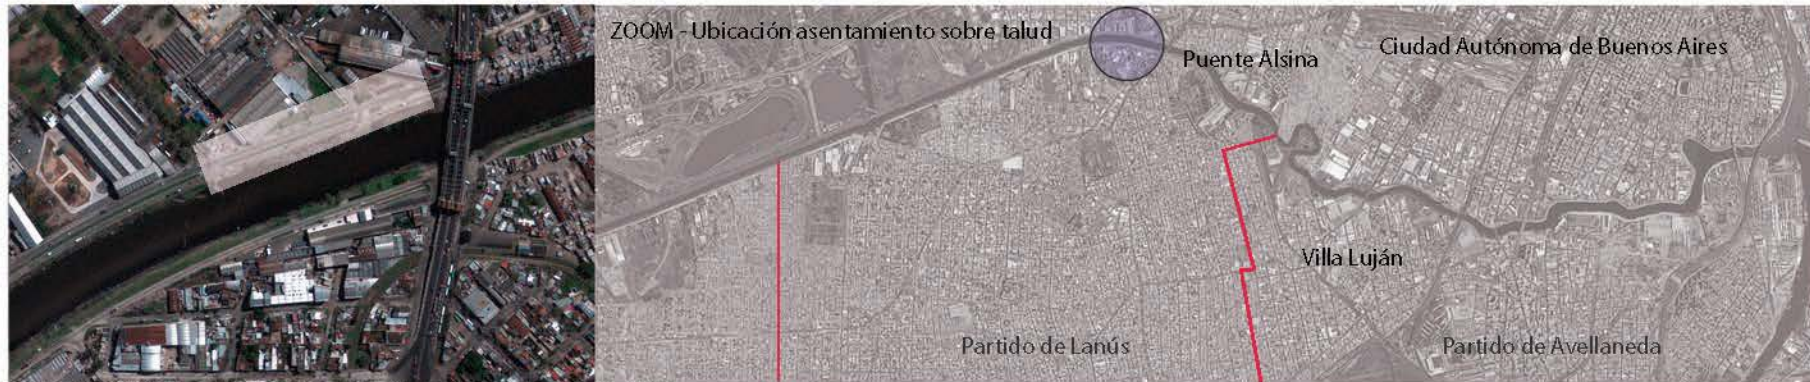 ZOOM - Ubicación asentamiento sobre talud
Ciudad Autónoma de Buenos Aires
Puente Alsina
Villa Luján
Partido de Lanús
Partido de Avellaneda